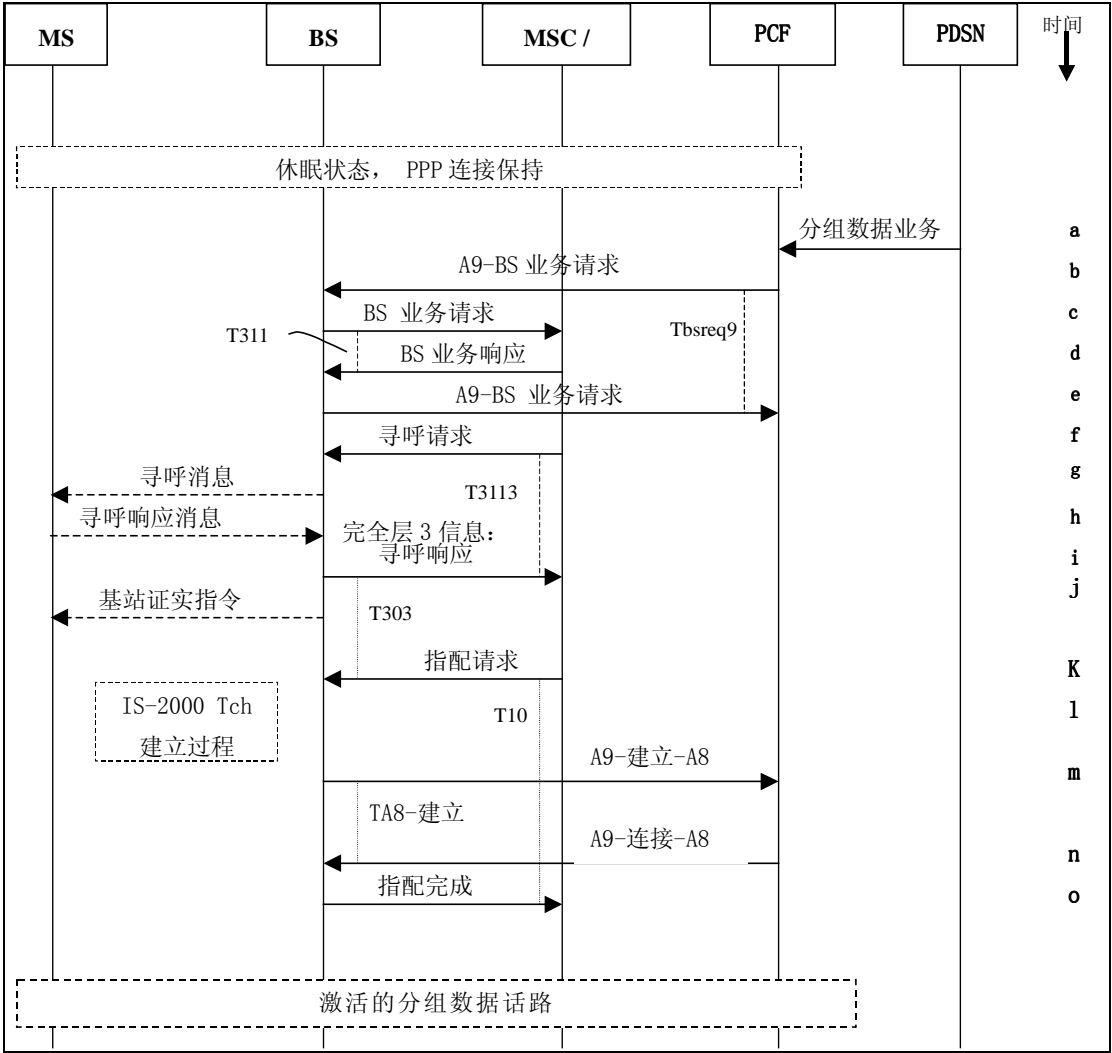 MS
BS
MSC /
PCF
PDSN
时间
休眠状态， PPP 连接保持
分组数据业务
a
A9-BS 业务请求
b
BS 业务请求
c
T311
Tbsreq9
BS 业务响应
d
A9-BS 业务请求
e
寻呼请求
f
寻呼消息
g
T3113
寻呼响应消息
h
完全层 3 信息：
寻呼响应
i
基站证实指令
j
T303
指配请求
K
IS-2000 Tch
建立过程
l
T10
A9-建立-A8
m
TA8-建立
A9-连接-A8
n
指配完成
o
激活的分组数据话路